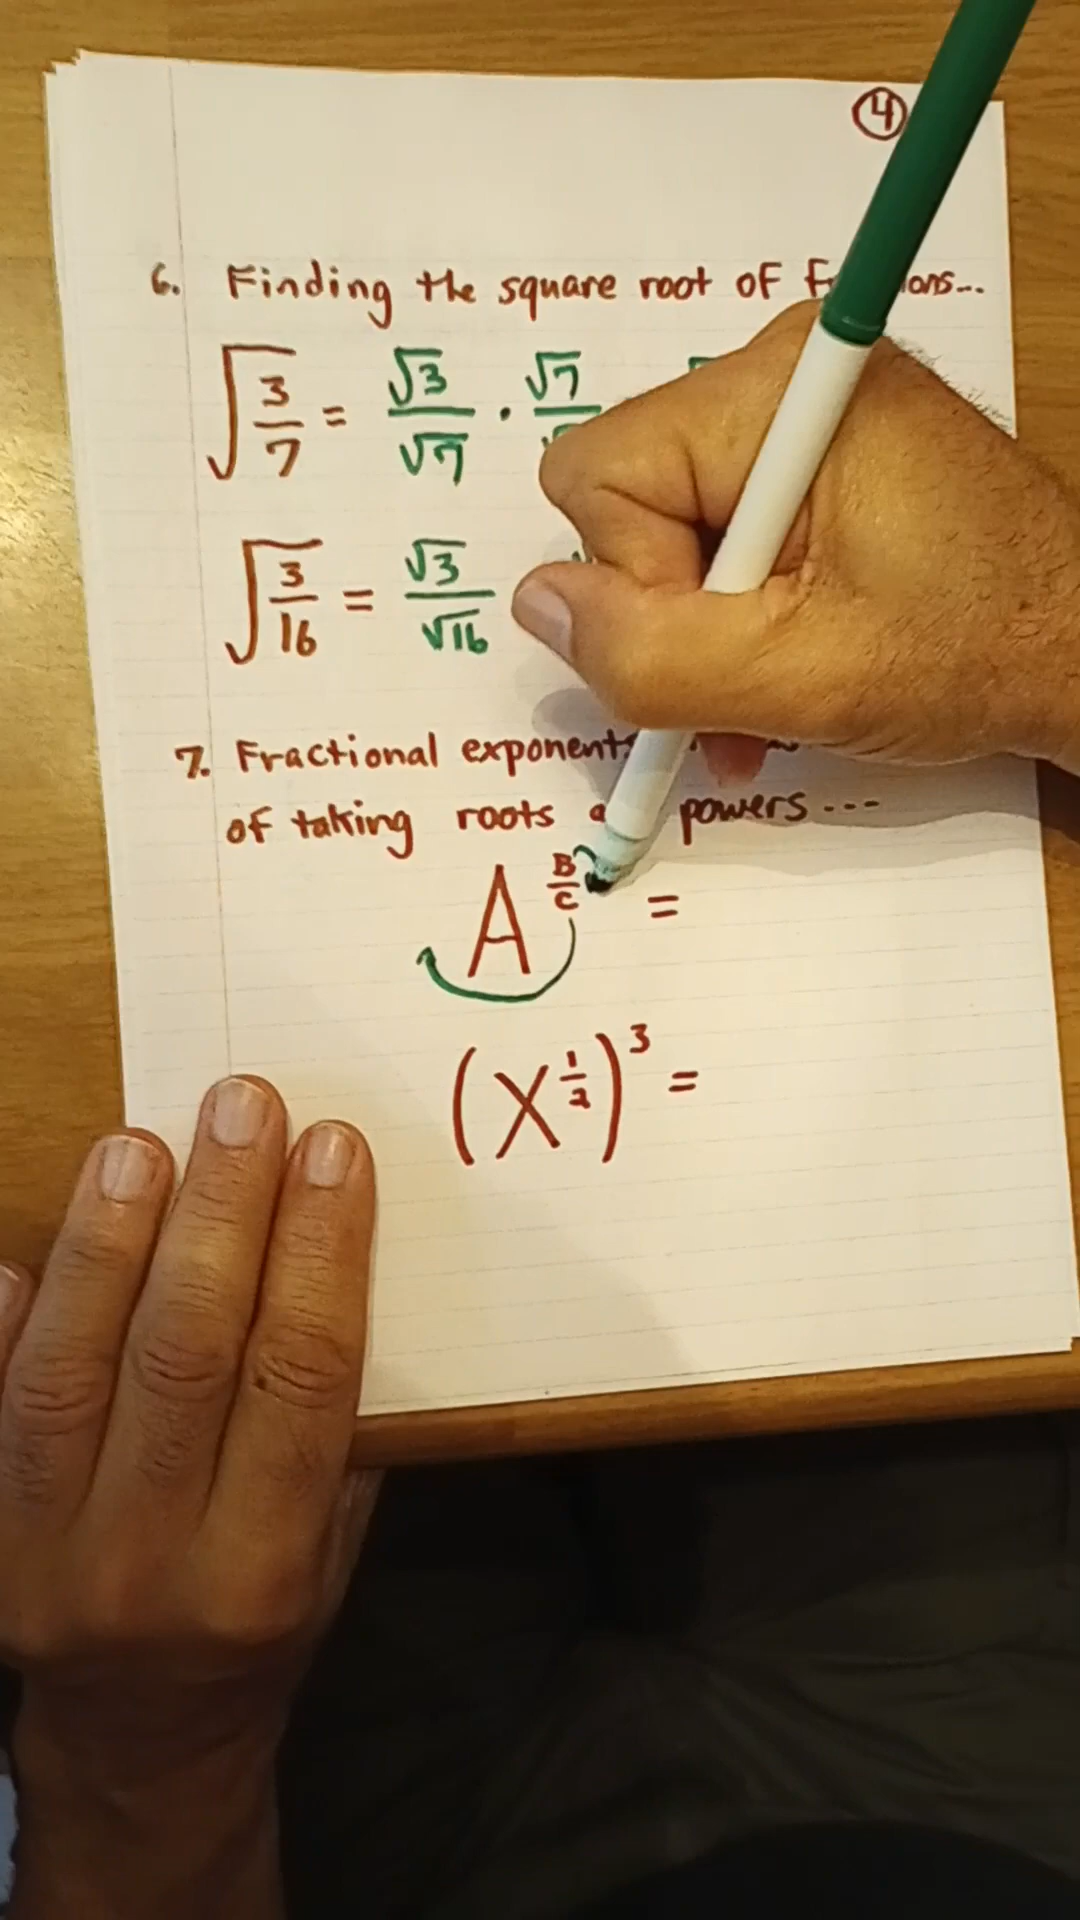 ④
6. Finding the square root of
√3/7 = √3/√7 · √7
√3/16 = √3/√16
7. Fractional exponents
of taking roots powers ---
A^(B/C) =
(x^(1/2))^3 =